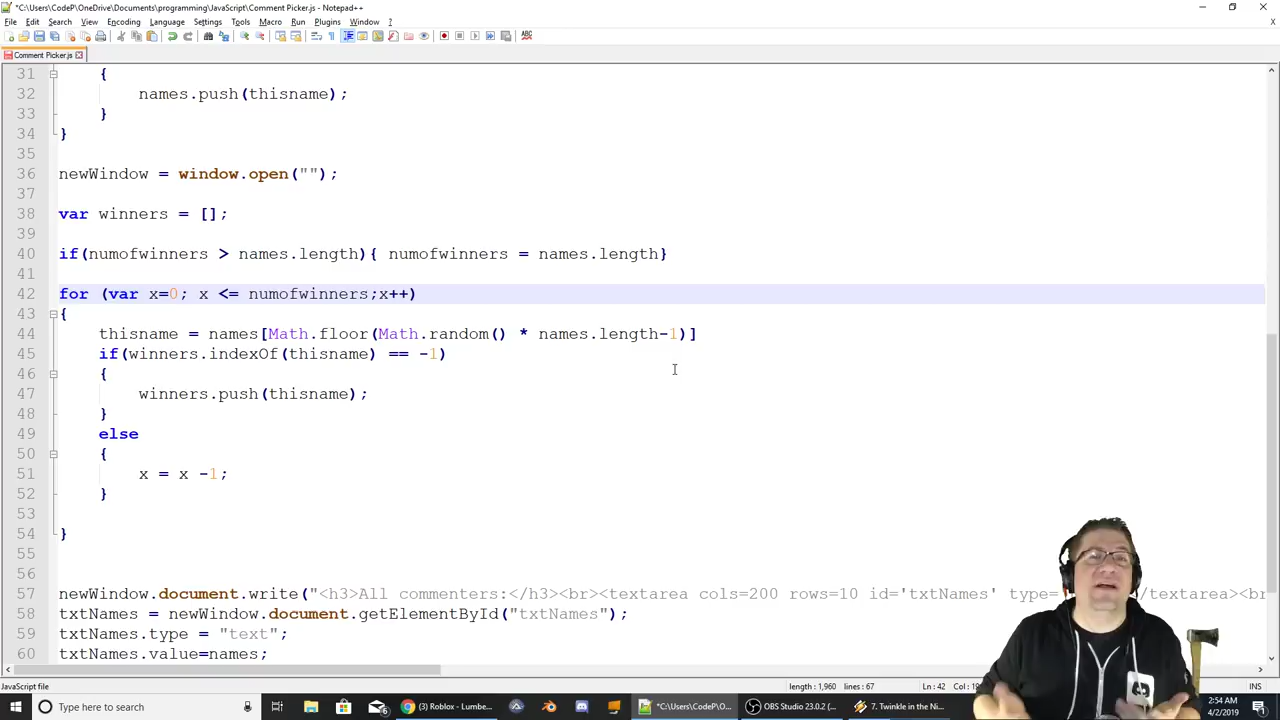 *C:\Users\CodeP\OneDrive\Documents\programming\JavaScript\Comment Picker.js - Notepad++
File Edit Search View Encoding Language Settings Tools Macro Run Plugins Window ?
Comment Picker.js
31 {
32 names.push(thisname);
33 }
34 }
35
36 newWindow = window.open("");
37
38 var winners = [];
39
40 if(numofwinners > names.length){ numofwinners = names.length}
41
42 for (var x=0; x <= numofwinners;x++)
43 {
44 thisname = names[Math.floor(Math.random() * names.length-1)]
45 if(winners.indexOf(thisname) == -1)
46 {
47 winners.push(thisname);
48 }
49 else
50 {
51 x = x -1;
52 }
53
54 }
55
56
57 newWindow.document.write("<h3>All Commenters:</h3><br><textarea cols=200 rows=10 id='txtNames' type= </textarea><br
58 txtNames = newWindow.document.getElementById("txtNames");
59 txtNames.type = "text";
60 txtNames.value=names;
JavaScript file length : 1,960 lines : 67 Ln : 42 INS
Type here to search (3) Roblox - Lumbe... *C:\Users\CodeP\O... OBS Studio 23.0.2 (... 7. Twinkle in the Ni... 2:54 AM
4/2/2019